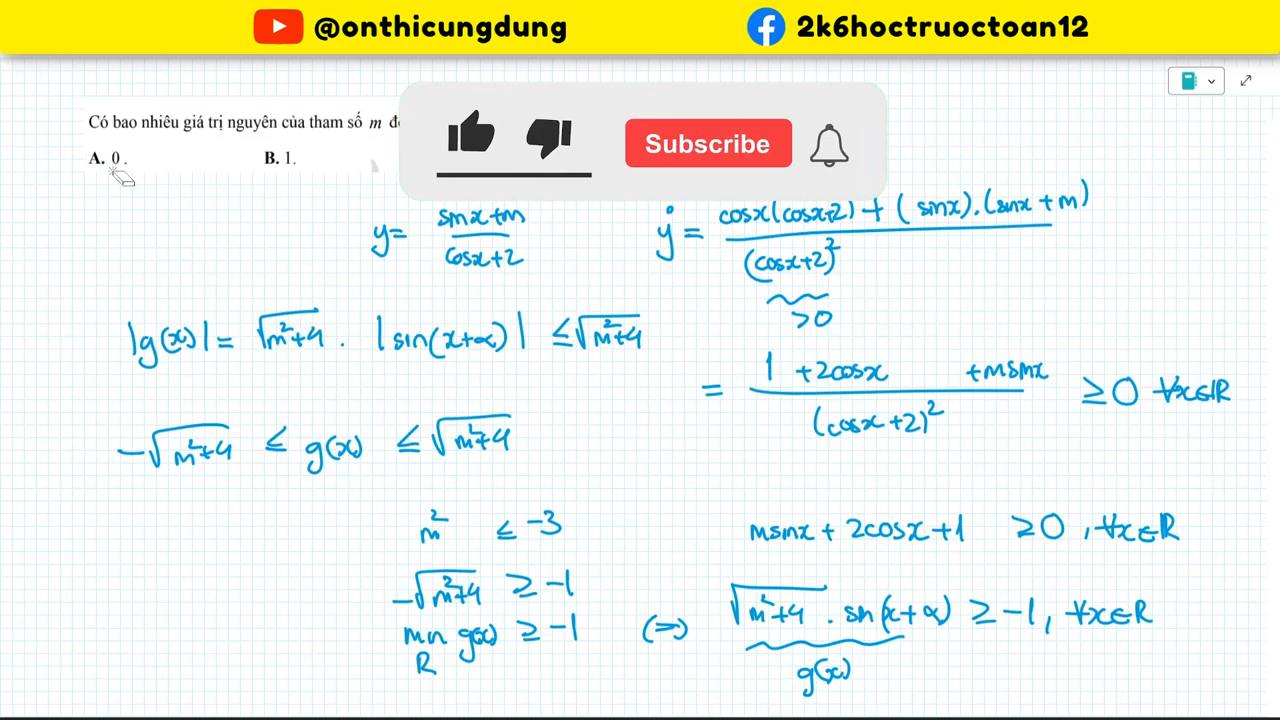 @onthicungdung 2k6hoctruoctoan12
Có bao nhiêu giá trị nguyên của tham số m
A. 0. B. 1.
Subscribe
y = (sinx+m)/(cosx+2) y' = (cosx(cosx+2) + (sinx).(sinx+m))/(cosx+2)²
>0
|g(x)| = √(m²+4) . |sin(x+α)| ≤ √(m²+4)
= (1 +2cosx +msinx)/(cosx+2)² ≥ 0 ∀x∈R
-√(m²+4) ≤ g(x) ≤ √(m²+4)
m² ≤ -3 msinx + 2cosx + 1 ≥ 0, ∀x∈R
-√(m²+4) ≥ -1 √(m²+4) . sin(x+α) ≥ -1, ∀x∈R
min g(x) ≥ -1 (=>)
R g(x)